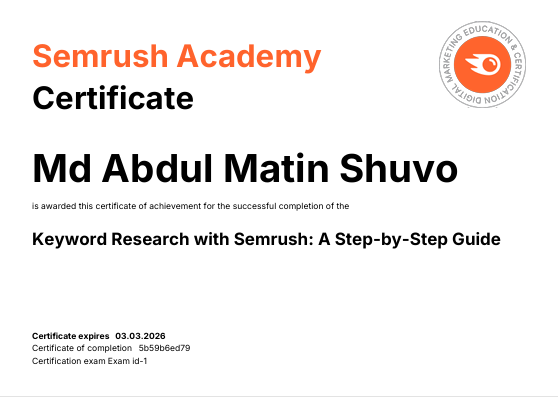 Semrush Academy
Certificate
DIGITAL MARKETING EDUCATION & CERTIFICATION
Md Abdul Matin Shuvo
is awarded this certificate of achievement for the successful completion of the
Keyword Research with Semrush: A Step-by-Step Guide
Certificate expires 03.03.2026
Certificate of completion 5b59b6ed79
Certification exam Exam id-1